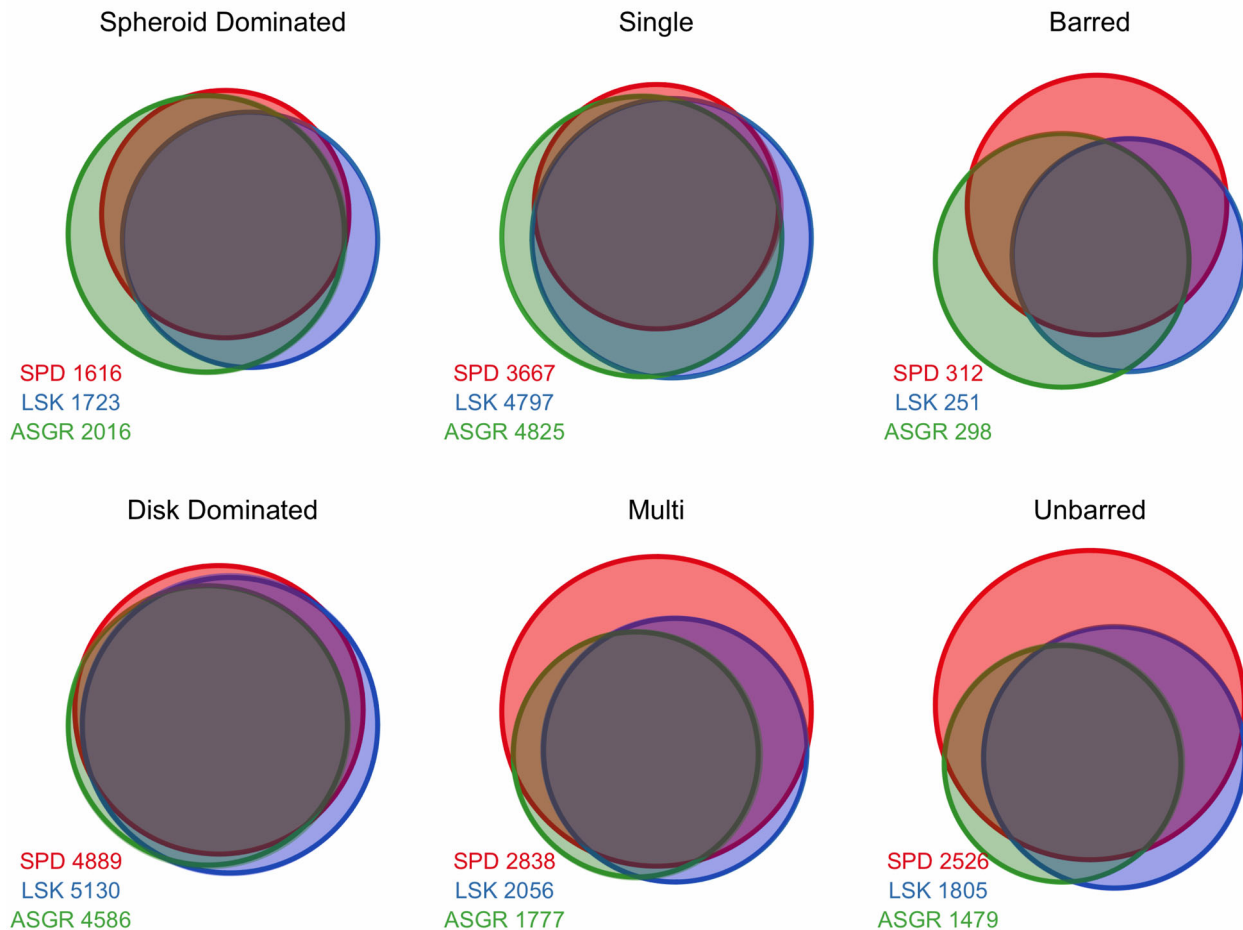 Spheroid Dominated
SPD 1616
LSK 1723
ASGR 2016
Single
SPD 3667
LSK 4797
ASGR 4825
Barred
SPD 312
LSK 251
ASGR 298
Disk Dominated
SPD 4889
LSK 5130
ASGR 4586
Multi
SPD 2838
LSK 2056
ASGR 1777
Unbarred
SPD 2526
LSK 1805
ASGR 1479